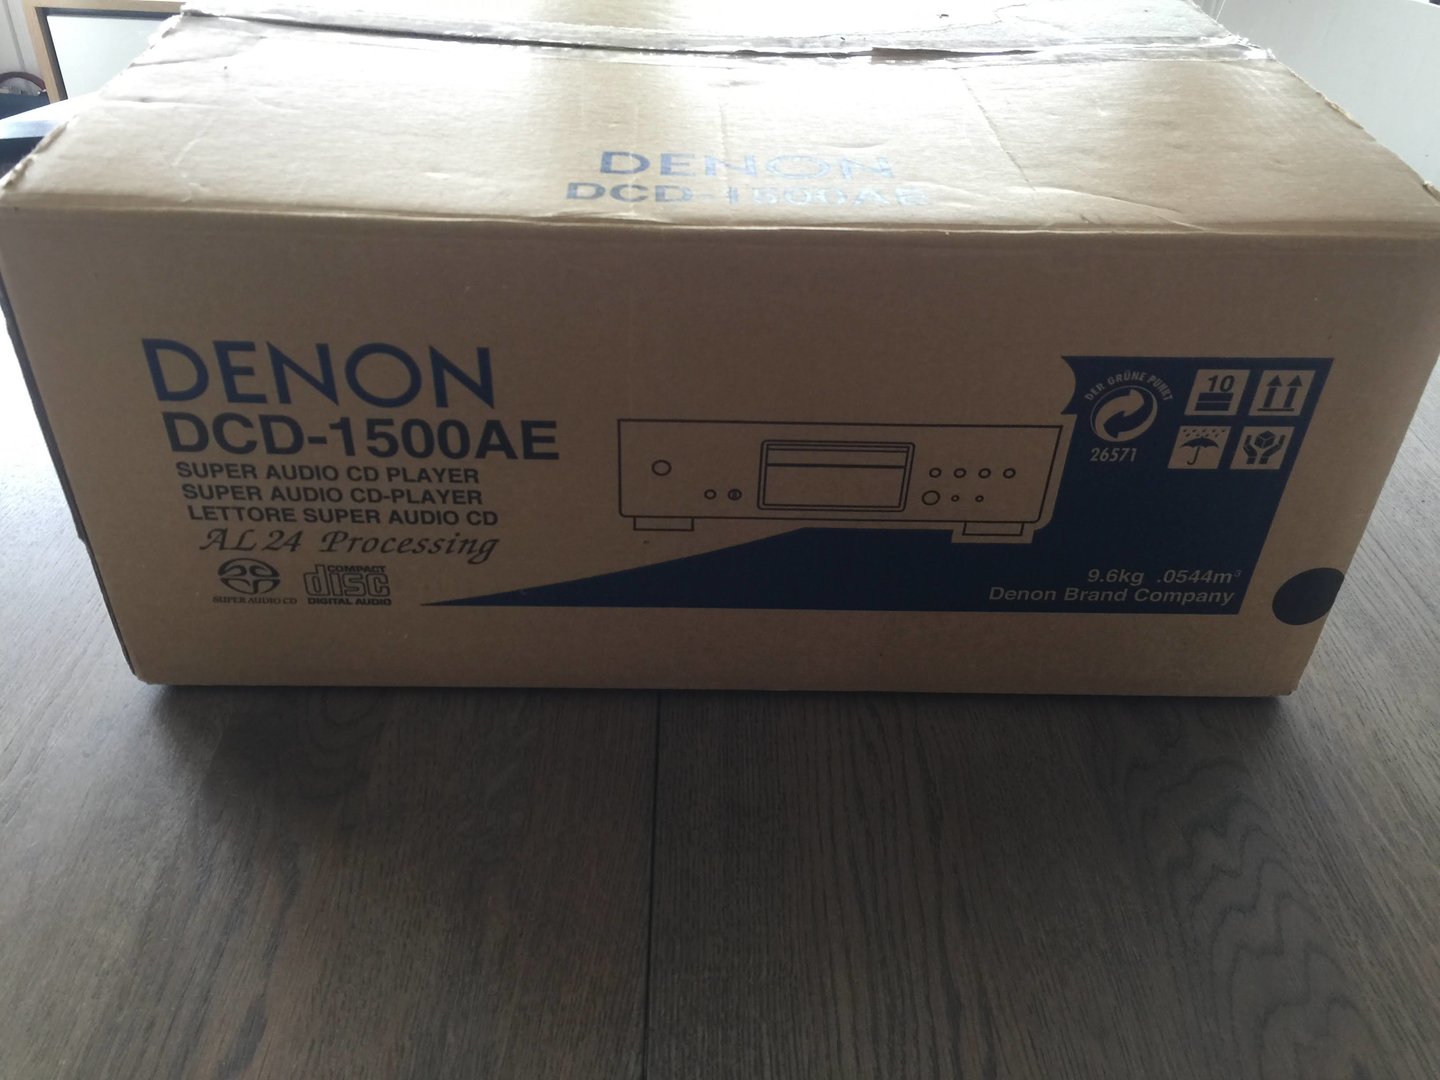 DENON
DCD-1500AE
DENON
DCD-1500AE
SUPER AUDIO CD PLAYER
SUPER AUDIO CD-PLAYER
LETTORE SUPER AUDIO CD
AL 24 Processing
SUPER AUDIO CD
COMPACT
disc
DIGITAL AUDIO
DER GRÜNE PUNKT
26571
10
9.6kg .0544m³
Denon Brand Company